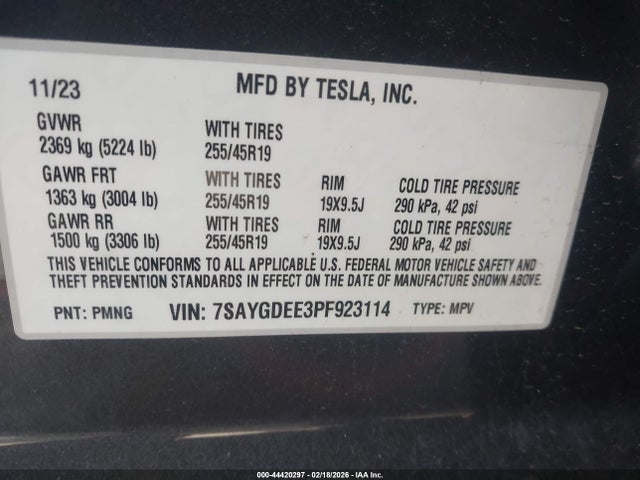 11/23 MFD BY TESLA, INC.
GVWR WITH TIRES
2369 kg (5224 lb) 255/45R19
GAWR FRT WITH TIRES RIM COLD TIRE PRESSURE
1363 kg (3004 lb) 255/45R19 19X9.5J 290 kPa, 42 psi
GAWR RR WITH TIRES RIM COLD TIRE PRESSURE
1500 kg (3306 lb) 255/45R19 19X9.5J 290 kPa, 42 psi
THIS VEHICLE CONFORMS TO ALL APPLICABLE U.S. FEDERAL MOTOR VEHICLE SAFETY AND
THEFT PREVENTION STANDARDS IN EFFECT ON THE DATE OF MANUFACTURE SHOWN ABOVE.
PNT: PMNG VIN: 7SAYGDEE3PF923114 TYPE: MPV
000-44420297 - 02/18/2026 - IAA Inc.